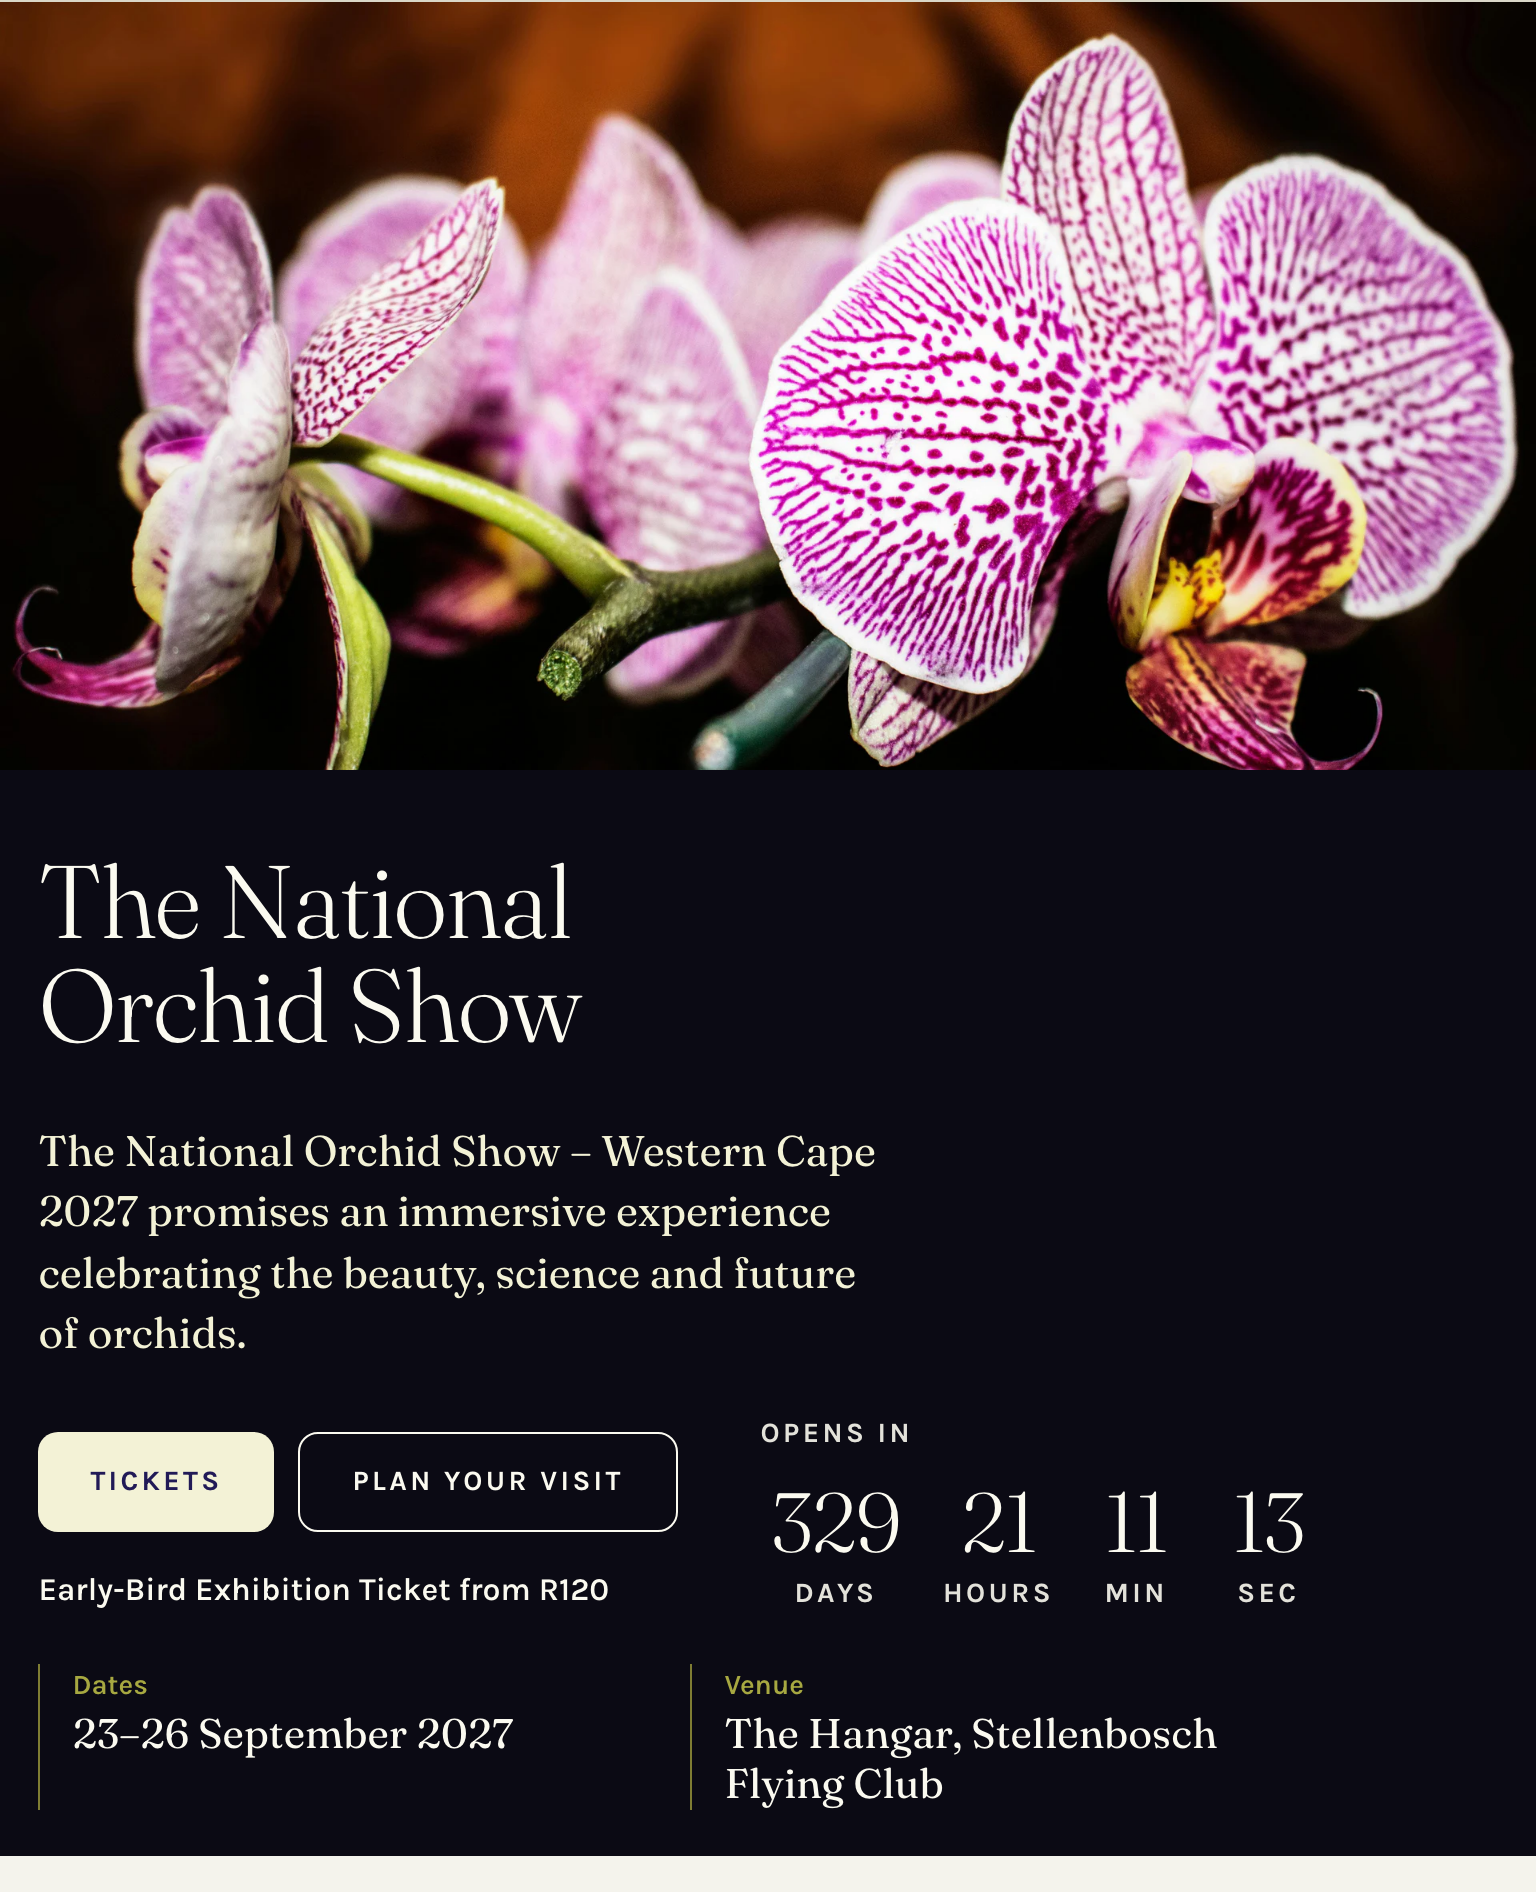 The National
Orchid Show
The National Orchid Show – Western Cape
2027 promises an immersive experience
celebrating the beauty, science and future
of orchids.
TICKETS
PLAN YOUR VISIT
Early-Bird Exhibition Ticket from R120
OPENS IN
329 21 11 13
DAYS HOURS MIN SEC
Dates
23–26 September 2027
Venue
The Hangar, Stellenbosch
Flying Club